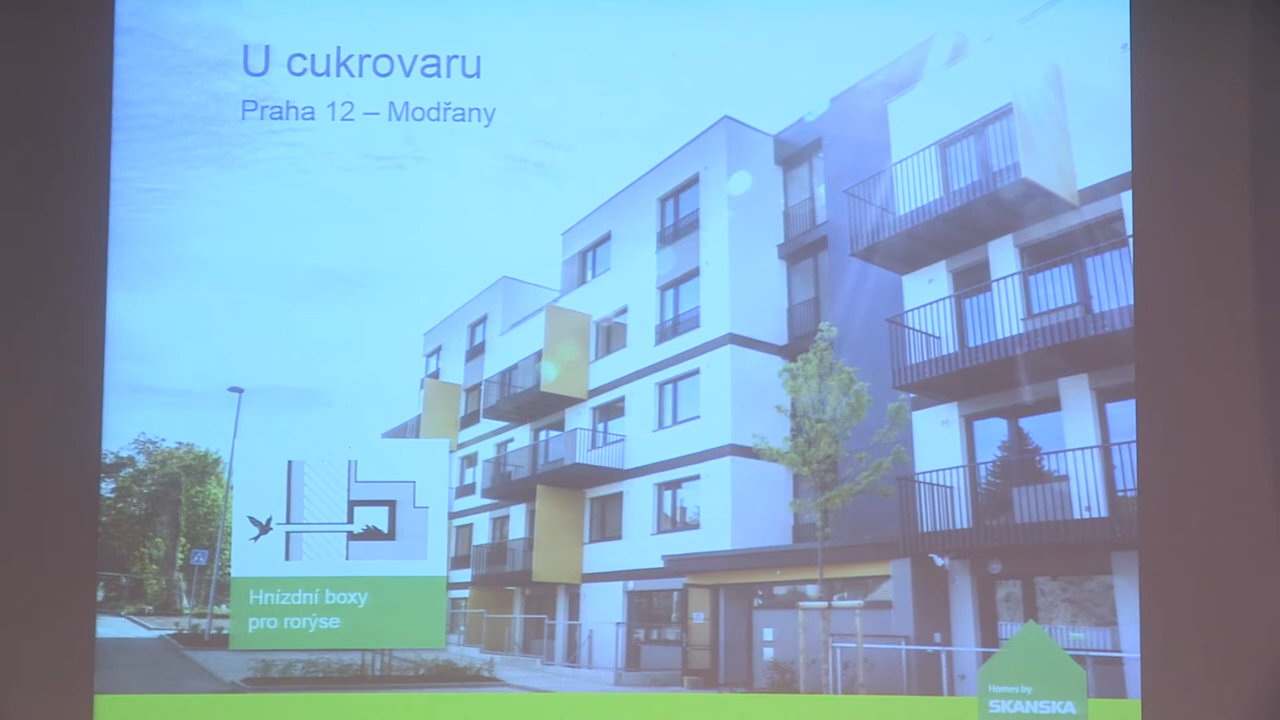 U cukrovaru
Praha 12 – Modřany
Hnízdní boxy
pro rorýse
Homes by
SKANSKA